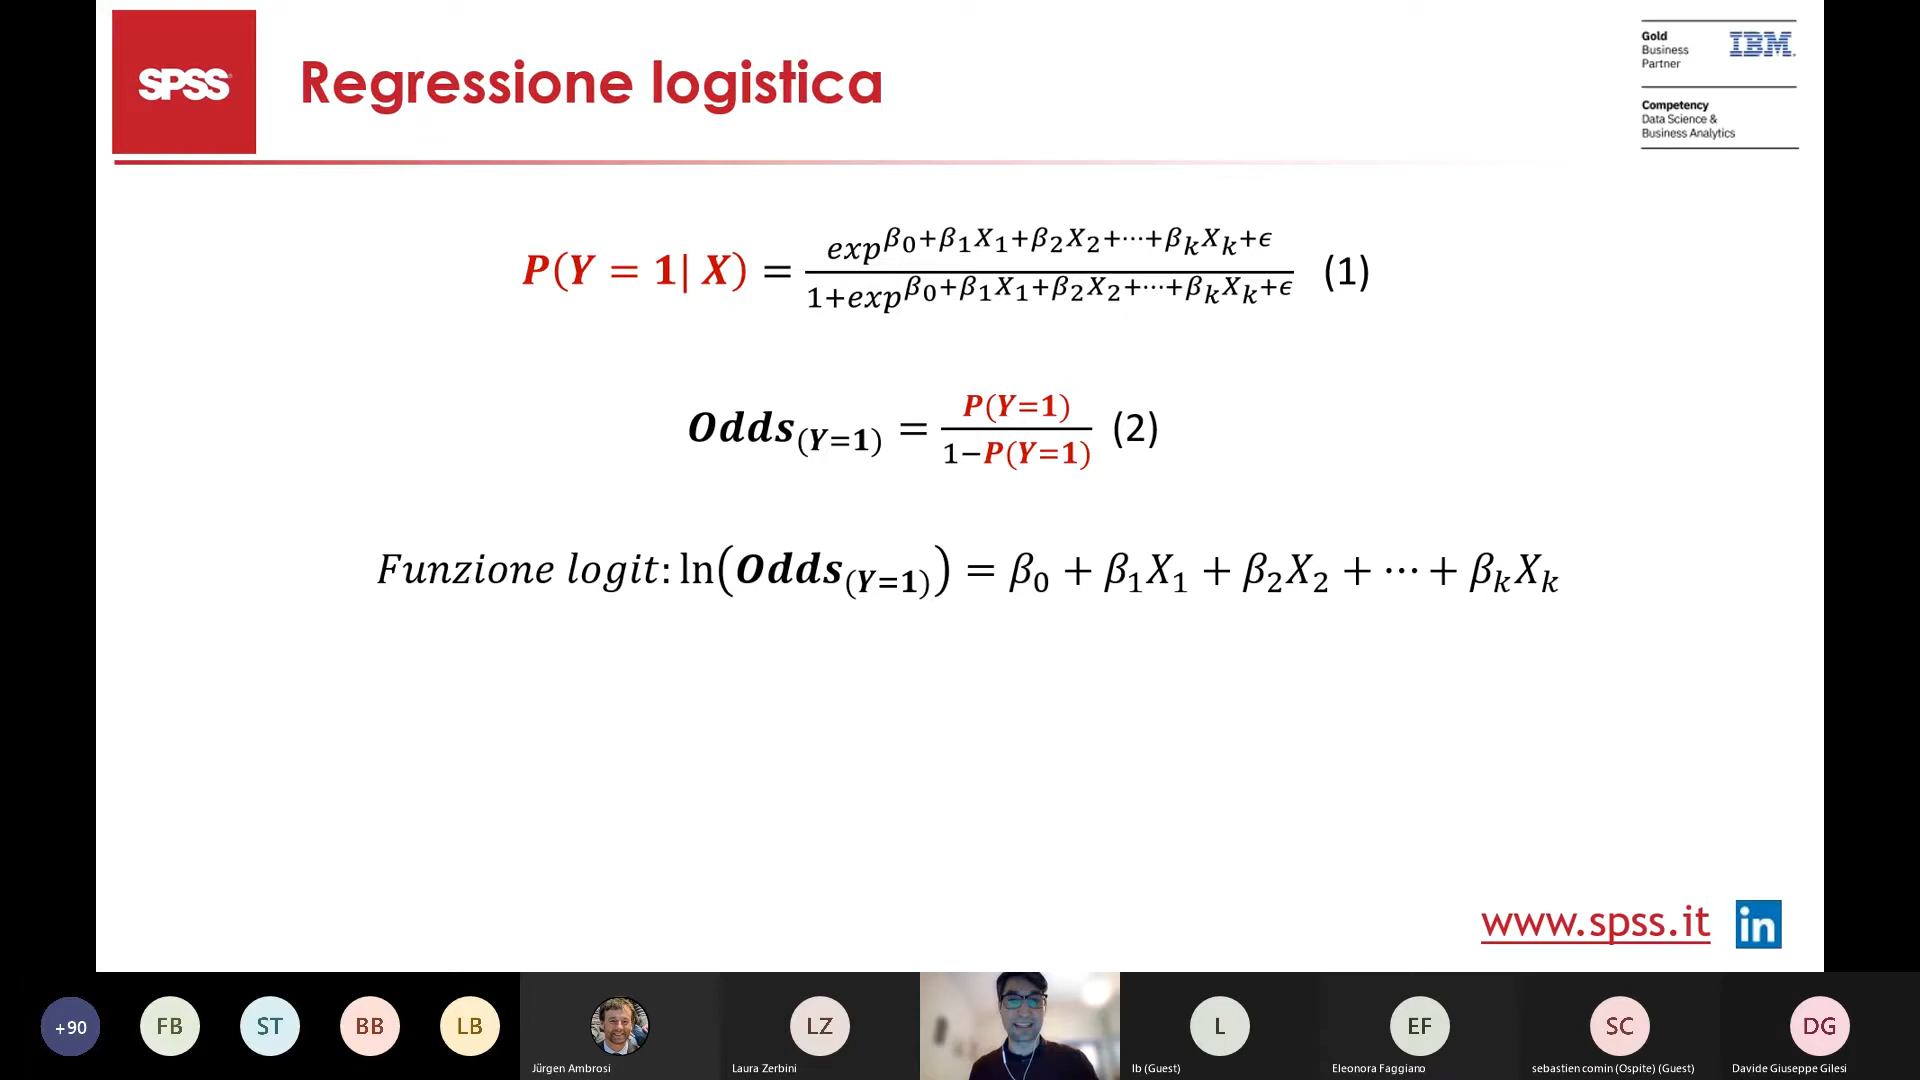 SPSS
Regressione logistica
Gold
Business
Partner
IBM
Competency
Data Science &
Business Analytics
P(Y = 1| X) = exp^{β₀+β₁X₁+β₂X₂+⋯+βₖXₖ+ϵ} / 1+exp^{β₀+β₁X₁+β₂X₂+⋯+βₖXₖ+ϵ} (1)
Odds₍Y=1₎ = P(Y=1) / 1−P(Y=1) (2)
Funzione logit: ln(Odds₍Y=1₎) = β₀ + β₁X₁ + β₂X₂ + ⋯ + βₖXₖ
www.spss.it
in
+90
FB
ST
BB
LB
Jürgen Ambrosi
LZ
Laura Zerbini
L
lb (Guest)
EF
Eleonora Faggiano
SC
sebastien comin (Ospite) (Guest)
DG
Davide Giuseppe Gilesi